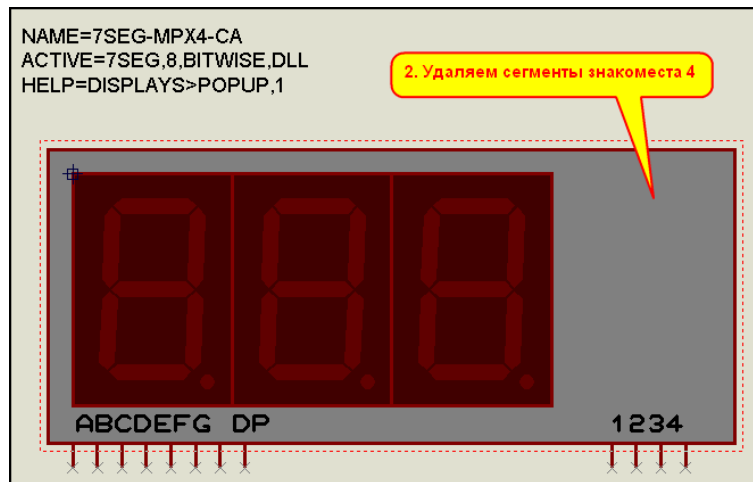 NAME=7SEG-MPX4-CA
ACTIVE=7SEG,8,BITWISE,DLL
HELP=DISPLAYS>POPUP,1
2. Удаляем сегменты знакоместа 4
ABCDEFG DP
1234